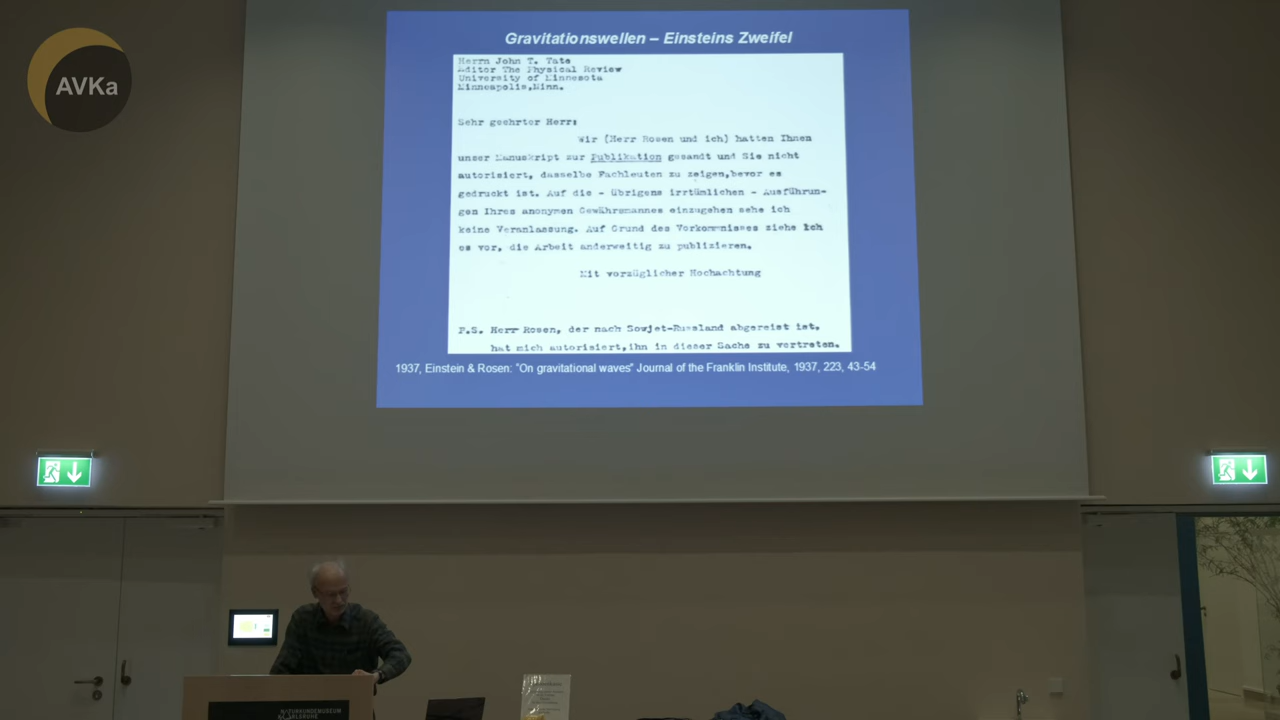 AVKa
Gravitationswellen – Einsteins Zweifel
Herrn John T. Tate
Editor The Physical Review
University of Minnesota
Minneapolis,Minn.
Sehr geehrter Herr:
Wir (Herr Rosen und ich) hatten Ihnen
unser Manuskript zur Publikation gesandt und Sie nicht
autorisiert, dasselbe Fachleuten zu zeigen,bevor es
gedruckt ist. Auf die - übrigens irrtümlichen - Ausführun-
gen Ihres anonymen Gewährsmannes einzugehen sehe ich
keine Veranlassung. Auf Grund des Vorkommnisses ziehe ich
es vor, die Arbeit anderweitig zu publizieren.
Mit vorzüglicher Hochachtung
P.S. Herr Rosen, der nach Sowjet-Russland abgereist ist,
hat mich autorisiert,ihn in dieser Sache zu vertreten.
1937, Einstein & Rosen: "On gravitational waves" Journal of the Franklin Institute, 1937, 223, 43-54